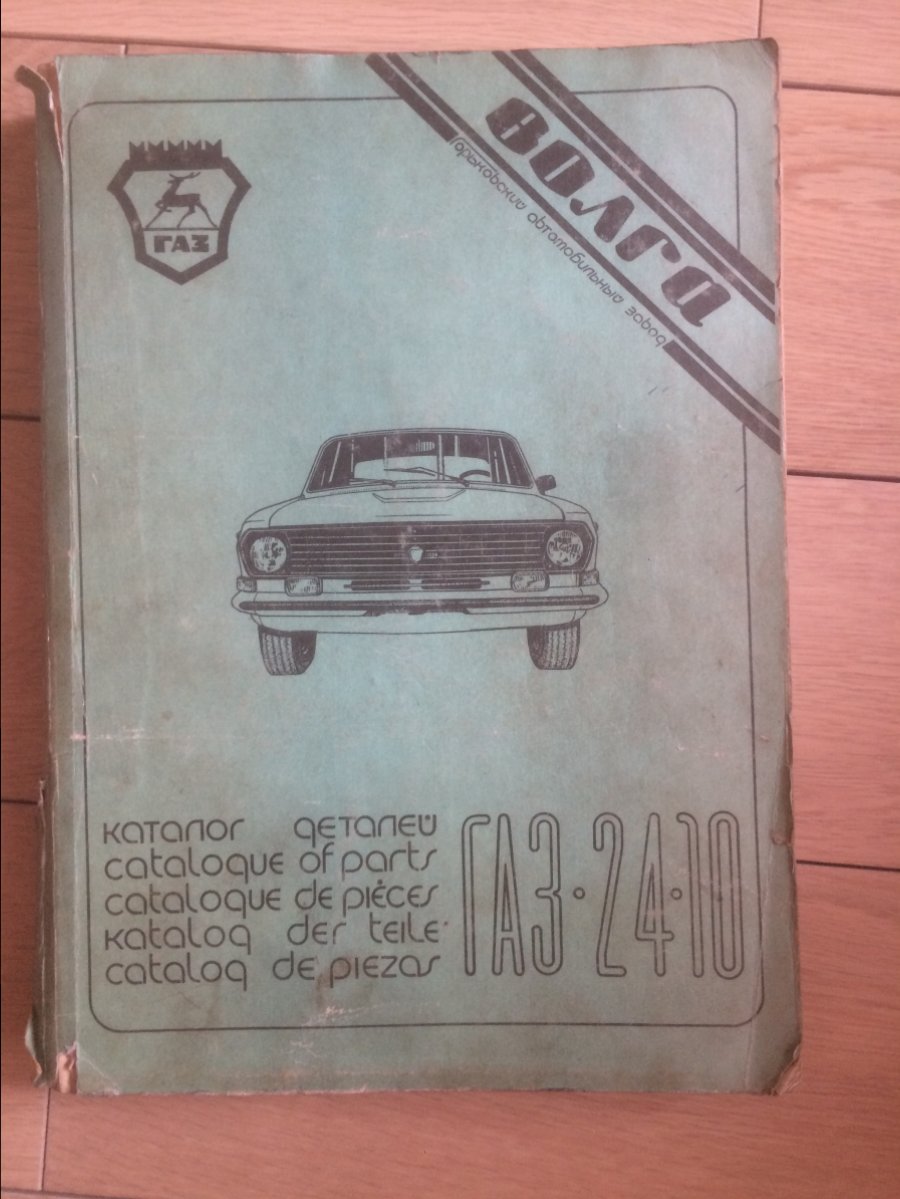 ГАЗ
ВОЛГА
Горьковский автомобильный завод
каталог деталей
catalogue of parts
catalogue de pièces
katalog der teile
catalog de piezas
ГАЗ·24·10